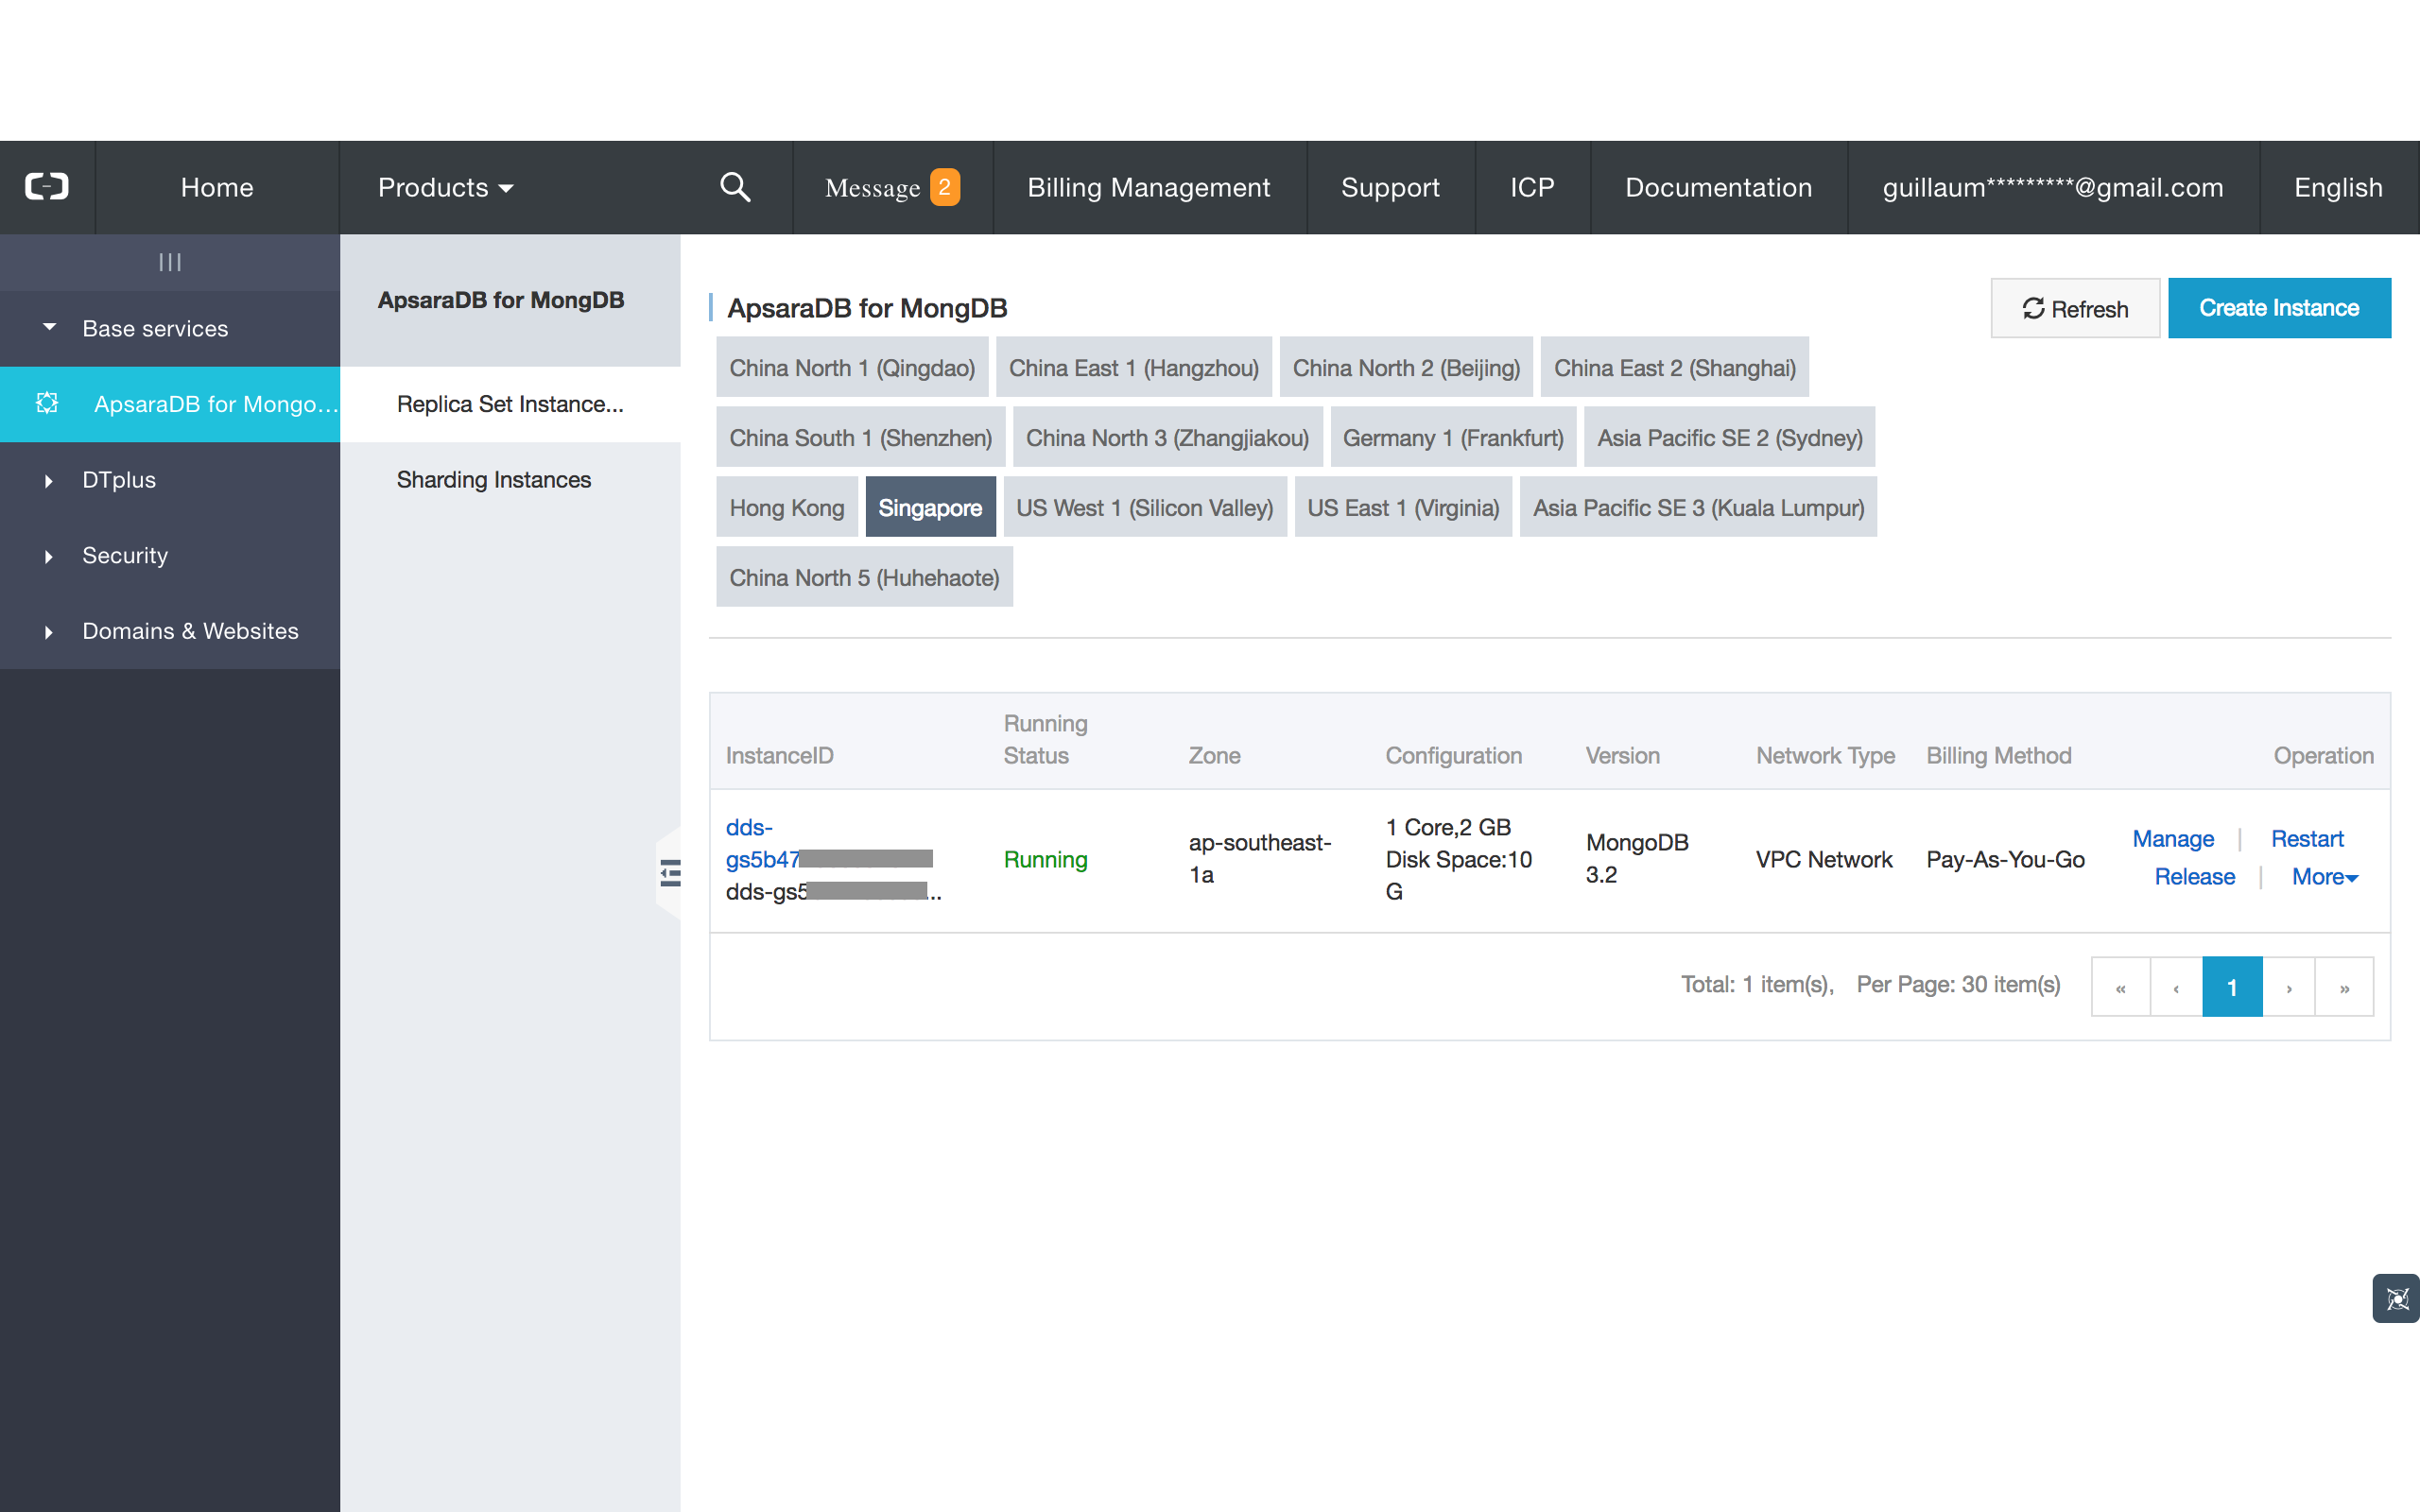 Home
Products
Message 2
Billing Management
Support
ICP
Documentation
guillaum*********@gmail.com
English
Base services
ApsaraDB for Mongo...
DTplus
Security
Domains & Websites
ApsaraDB for MongDB
Replica Set Instance...
Sharding Instances
ApsaraDB for MongDB
Refresh
Create Instance
China North 1 (Qingdao) China East 1 (Hangzhou) China North 2 (Beijing) China East 2 (Shanghai)
China South 1 (Shenzhen) China North 3 (Zhangjiakou) Germany 1 (Frankfurt) Asia Pacific SE 2 (Sydney)
Hong Kong Singapore US West 1 (Silicon Valley) US East 1 (Virginia) Asia Pacific SE 3 (Kuala Lumpur)
China North 5 (Huhehaote)
InstanceID
Running
Status
Zone
Configuration
Version
Network Type
Billing Method
Operation
dds-
gs5b47
dds-gs5...
Running
ap-southeast-
1a
1 Core,2 GB
Disk Space:10
G
MongoDB
3.2
VPC Network
Pay-As-You-Go
Manage | Restart
Release | More
Total: 1 item(s), Per Page: 30 item(s)
« ‹ 1 › »